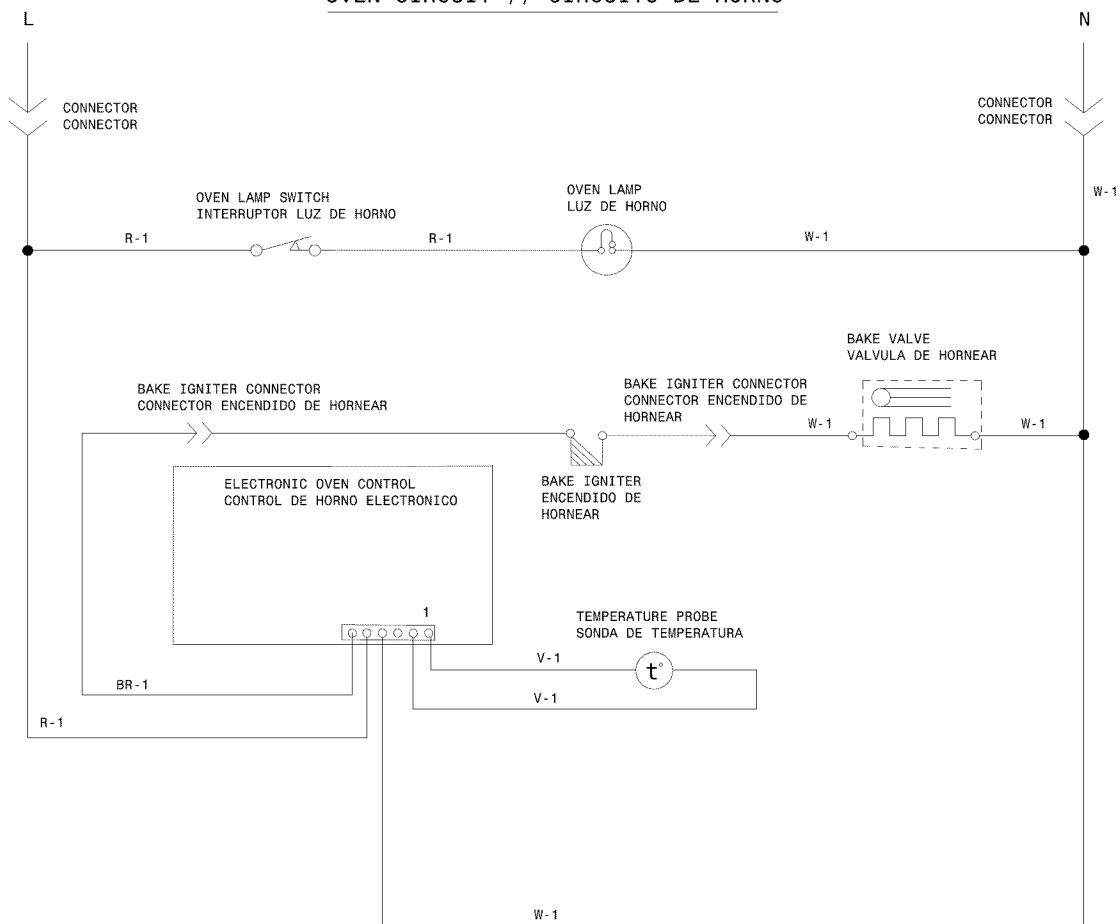 OVEN CIRCUIT // CIRCUITO DE HORNO
L
N
CONNECTOR
CONNECTOR
CONNECTOR
CONNECTOR
W-1
OVEN LAMP SWITCH
INTERRUPTOR LUZ DE HORNO
OVEN LAMP
LUZ DE HORNO
R-1
R-1
W-1
BAKE VALVE
VALVULA DE HORNEAR
BAKE IGNITER CONNECTOR
CONNECTOR ENCENDIDO DE HORNEAR
BAKE IGNITER CONNECTOR
CONNECTOR ENCENDIDO DE
HORNEAR
W-1
W-1
BAKE IGNITER
ENCENDIDO DE
HORNEAR
ELECTRONIC OVEN CONTROL
CONTROL DE HORNO ELECTRONICO
1
TEMPERATURE PROBE
SONDA DE TEMPERATURA
t°
V-1
V-1
BR-1
R-1
W-1